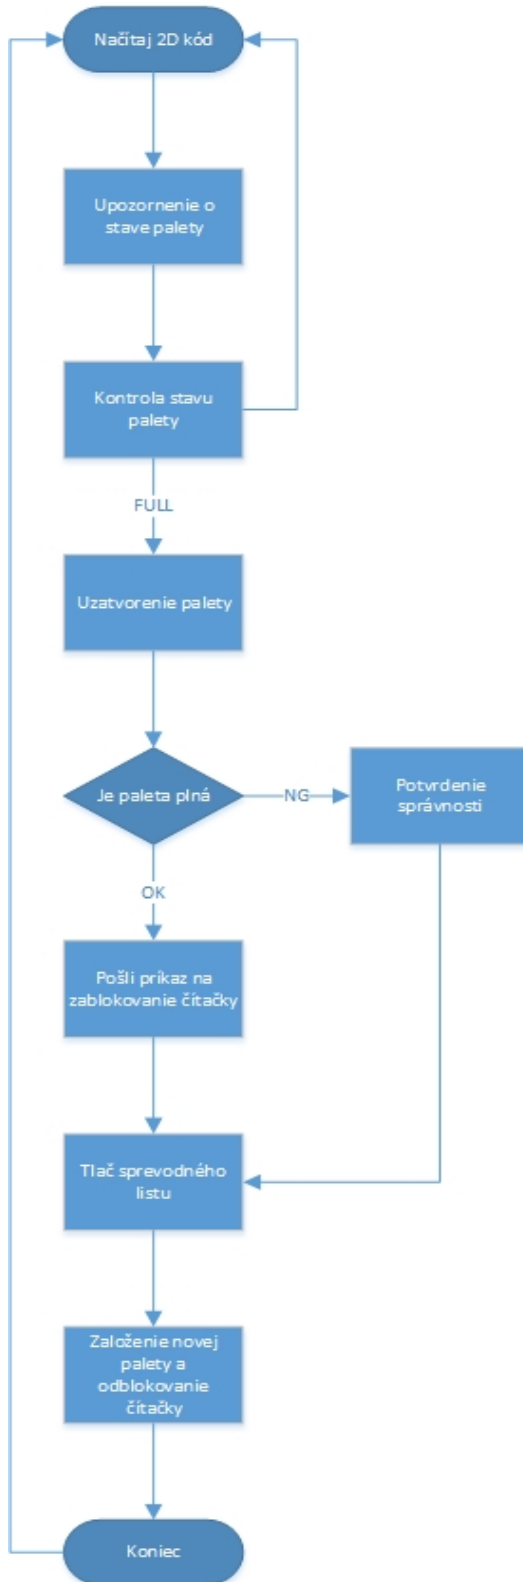 Načítaj 2D kód
Upozornenie o
stave palety
Kontrola stavu
palety
FULL
Uzatvorenie palety
Je paleta plná
NG
Potvrdenie
správnosti
OK
Pošli príkaz na
zablokovanie čítačky
Tlač sprevodného
listu
Založenie novej
palety a
odblokovanie
čítačky
Koniec